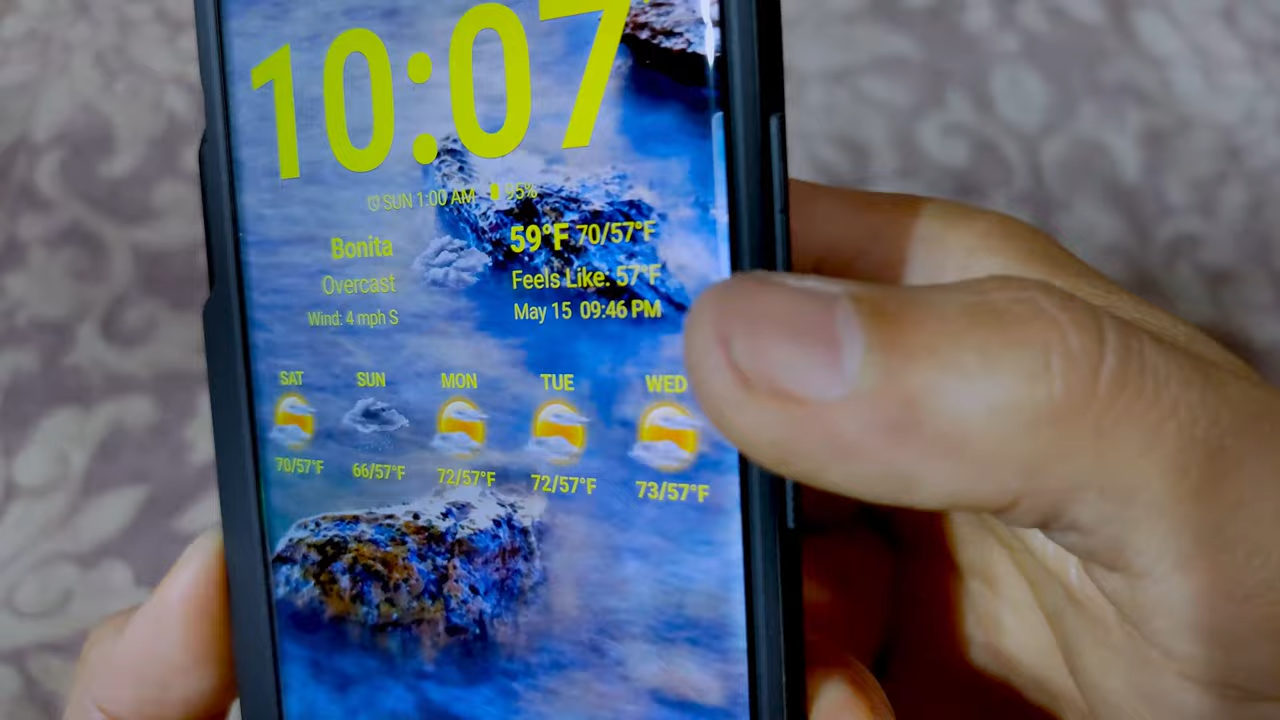 10:07
SUN 1:00 AM 95%
Bonita
Overcast
Wind: 4 mph S
59°F 70/57°F
Feels Like: 57°F
May 15 09:46 PM
SAT SUN MON TUE WED
70/57°F 66/57°F 72/57°F 72/57°F 73/57°F